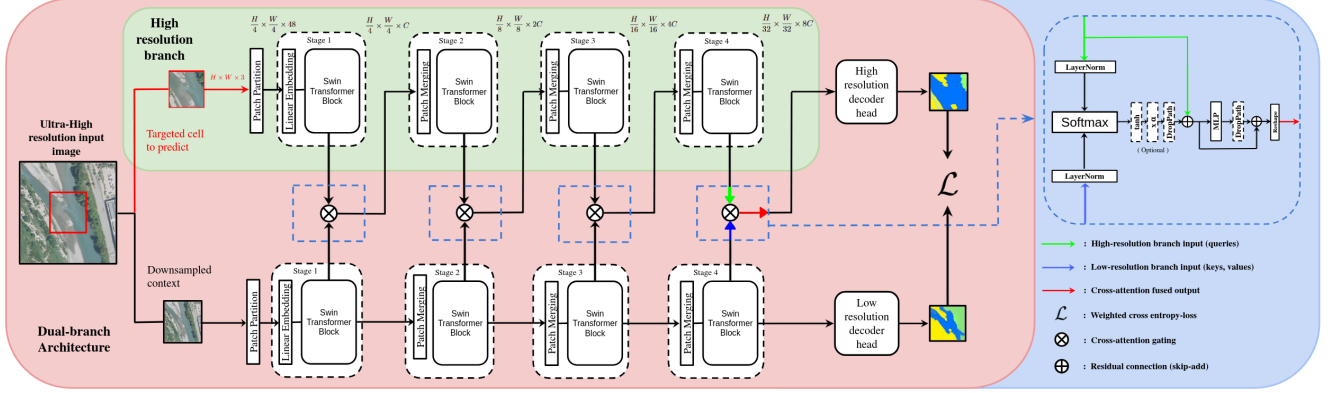 High
resolution
branch
H/4 × W/4 × 48
H/4 × W/4 × C
H/8 × W/8 × 2C
H/16 × W/16 4C
H/32 × W/32 × 8C
H × W × 3
Targeted cell
to predict
Patch Partition
Stage 1
Linear Embedding
Swin
Transformer
Block
Stage 2
Patch Merging
Swin
Transformer
Block
Stage 3
Patch Merging
Swin
Transformer
Block
Stage 4
Patch Merging
Swin
Transformer
Block
High
resolution
decoder
head
Ultra-High
resolution input
image
ℒ
Downsampled
context
Patch Partition
Stage 1
Linear Embedding
Swin
Transformer
Block
Stage 2
Patch Merging
Swin
Transformer
Block
Stage 3
Patch Merging
Swin
Transformer
Block
Stage 4
Patch Merging
Swin
Transformer
Block
Low
resolution
decoder
head
Dual-branch
Architecture
LayerNorm
Softmax
tanh
x α
DropPath
( Optional )
MLP
DropPath
Reshape
LayerNorm
: High-resolution branch input (queries)
: Low-resolution branch input (keys, values)
: Cross-attention fused output
ℒ : Weighted cross entropy-loss
: Cross-attention gating
: Residual connection (skip-add)